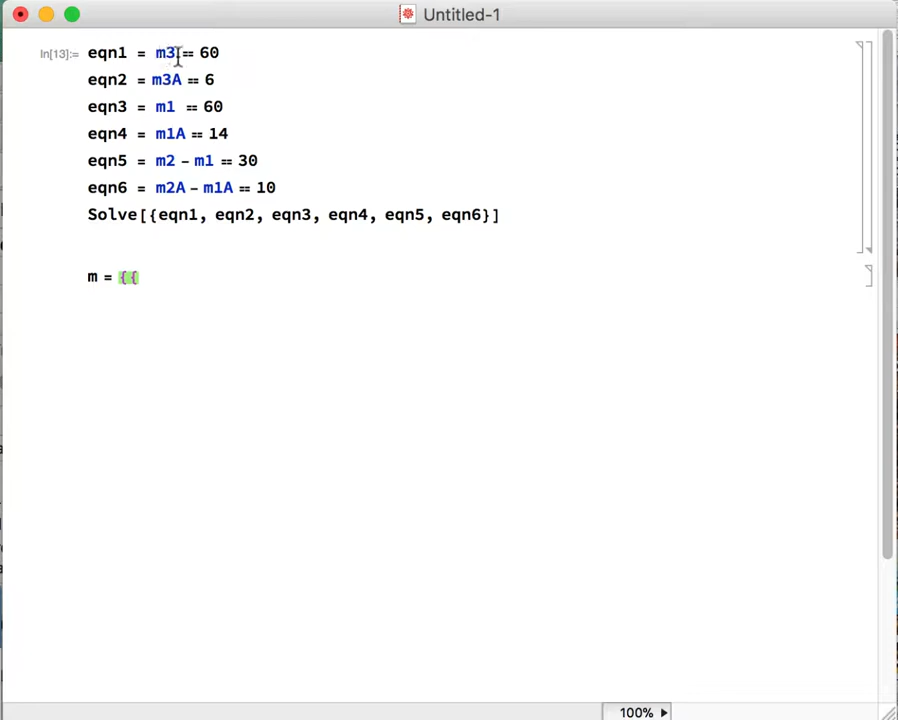 Untitled-1
In[13]:= eqn1 = m3 == 60
eqn2 = m3A == 6
eqn3 = m1 == 60
eqn4 = m1A == 14
eqn5 = m2 - m1 == 30
eqn6 = m2A - m1A == 10
Solve[{eqn1, eqn2, eqn3, eqn4, eqn5, eqn6}]
m = {{
100%